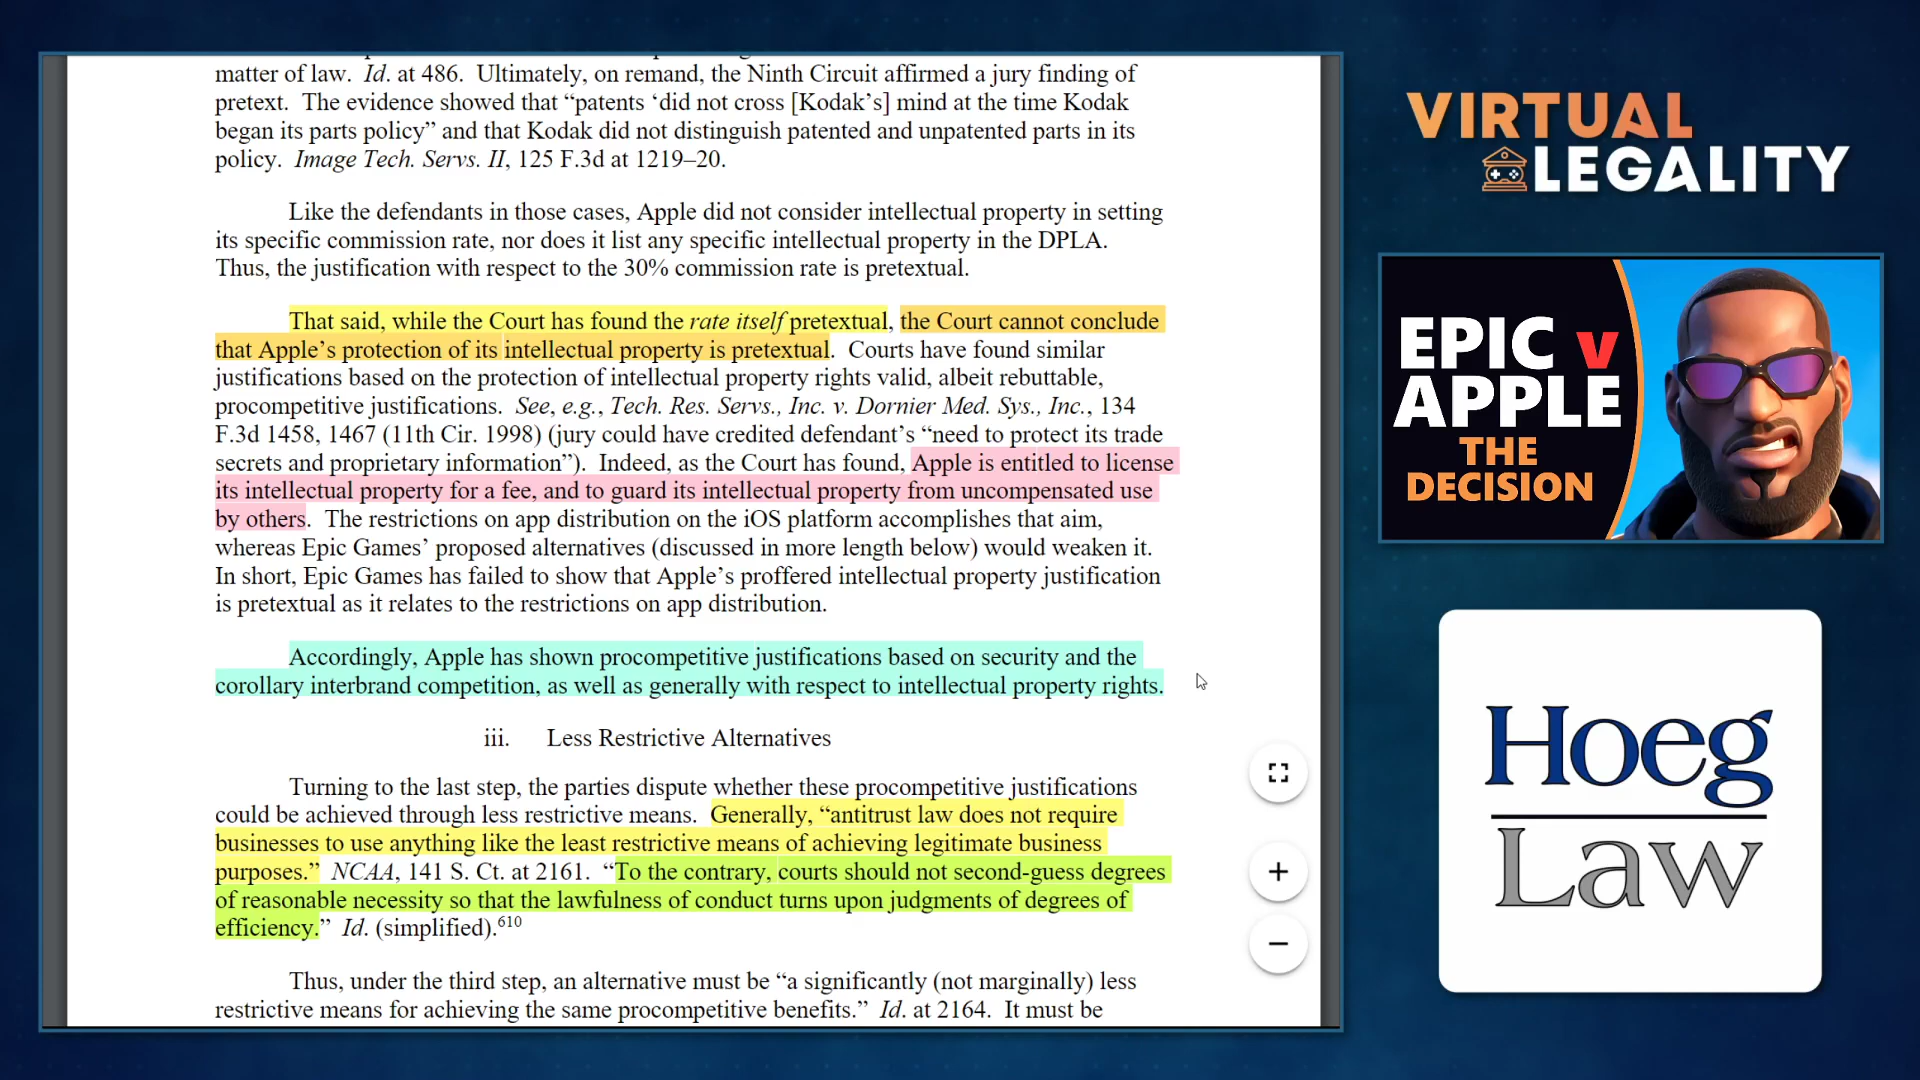 matter of law.  Id. at 486.  Ultimately, on remand, the Ninth Circuit affirmed a jury finding of
pretext.  The evidence showed that “patents ‘did not cross [Kodak’s] mind at the time Kodak
began its parts policy” and that Kodak did not distinguish patented and unpatented parts in its
policy.  Image Tech. Servs. II, 125 F.3d at 1219–20.
Like the defendants in those cases, Apple did not consider intellectual property in setting
its specific commission rate, nor does it list any specific intellectual property in the DPLA.
Thus, the justification with respect to the 30% commission rate is pretextual.
That said, while the Court has found the rate itself pretextual, the Court cannot conclude
that Apple’s protection of its intellectual property is pretextual.  Courts have found similar
justifications based on the protection of intellectual property rights valid, albeit rebuttable,
procompetitive justifications.  See, e.g., Tech. Res. Servs., Inc. v. Dornier Med. Sys., Inc., 134
F.3d 1458, 1467 (11th Cir. 1998) (jury could have credited defendant’s “need to protect its trade
secrets and proprietary information”).  Indeed, as the Court has found, Apple is entitled to license
its intellectual property for a fee, and to guard its intellectual property from uncompensated use
by others.  The restrictions on app distribution on the iOS platform accomplishes that aim,
whereas Epic Games’ proposed alternatives (discussed in more length below) would weaken it.
In short, Epic Games has failed to show that Apple’s proffered intellectual property justification
is pretextual as it relates to the restrictions on app distribution.
Accordingly, Apple has shown procompetitive justifications based on security and the
corollary interbrand competition, as well as generally with respect to intellectual property rights.
iii. Less Restrictive Alternatives
Turning to the last step, the parties dispute whether these procompetitive justifications
could be achieved through less restrictive means.  Generally, “antitrust law does not require
businesses to use anything like the least restrictive means of achieving legitimate business
purposes.”  NCAA, 141 S. Ct. at 2161. “To the contrary, courts should not second-guess degrees
of reasonable necessity so that the lawfulness of conduct turns upon judgments of degrees of
efficiency.”  Id. (simplified).610
Thus, under the third step, an alternative must be “a significantly (not marginally) less
restrictive means for achieving the same procompetitive benefits.”  Id. at 2164.  It must be
VIRTUAL
LEGALITY
EPIC v
APPLE
THE
DECISION
Hoeg
Law